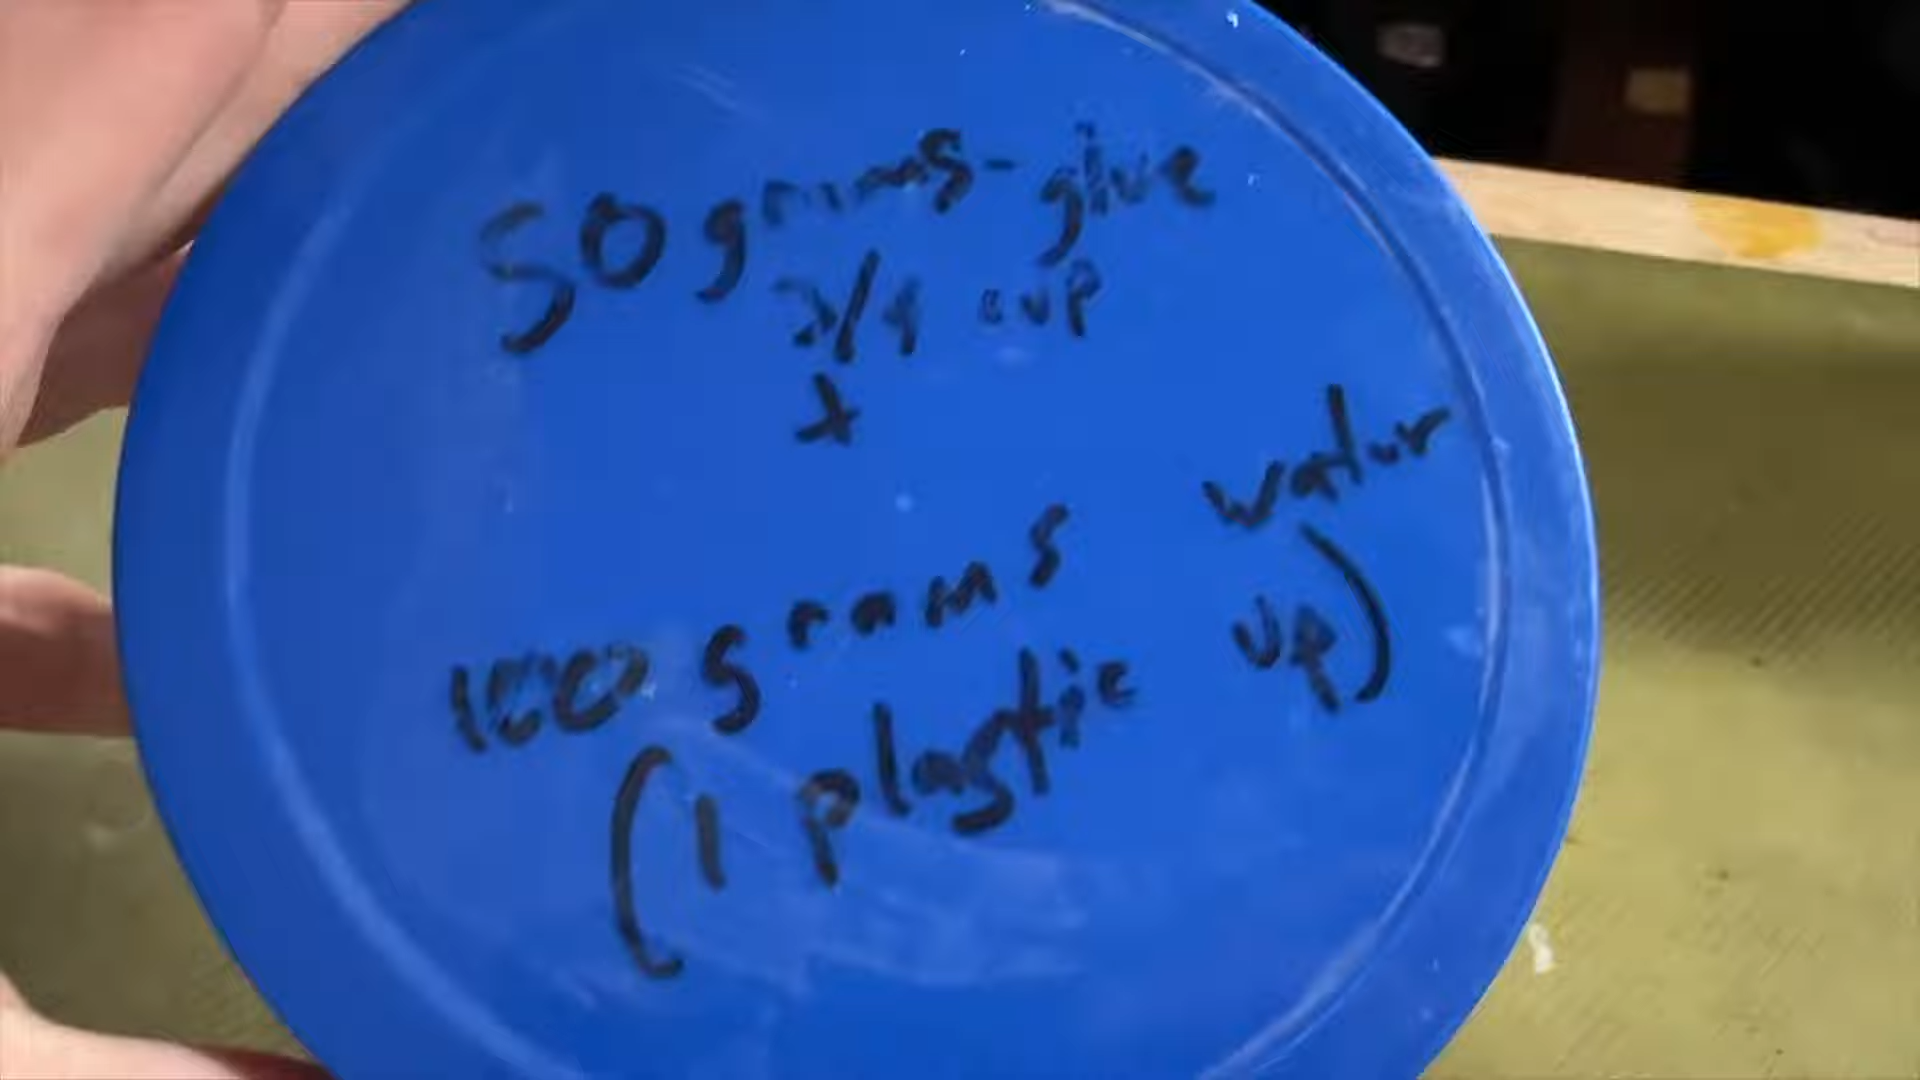 50 grams - glue
3/4 cup
+
100 grams water
(1 plastic up)